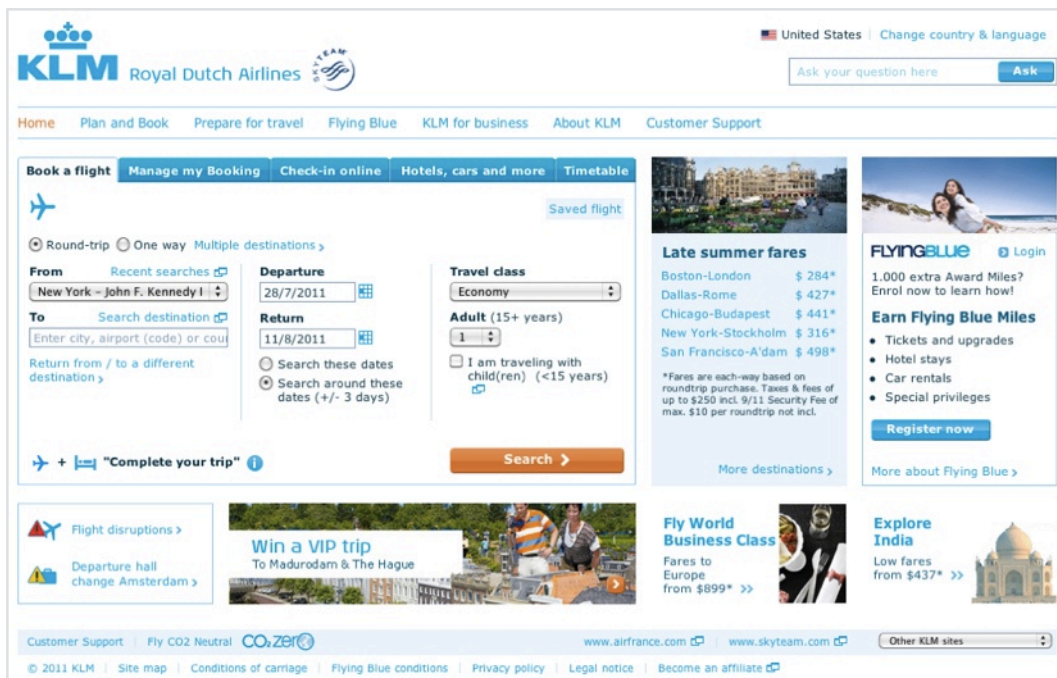 United States Change country & language
KLM Royal Dutch Airlines SKYTEAM
Ask your question here Ask
Home Plan and Book Prepare for travel Flying Blue KLM for business About KLM Customer Support
Book a flight Manage my Booking Check-in online Hotels, cars and more Timetable
Saved flight
Round-trip One way Multiple destinations
From Recent searches
New York – John F. Kennedy I
To Search destination
Enter city, airport (code) or cour
Return from / to a different
destination
Departure
28/7/2011
Return
11/8/2011
Search these dates
Search around these
dates (+/- 3 days)
Travel class
Economy
Adult (15+ years)
1
I am traveling with
child(ren) (<15 years)
+ "Complete your trip" i
Search
Late summer fares
Boston-London $ 284*
Dallas-Rome $ 427*
Chicago-Budapest $ 441*
New York-Stockholm $ 316*
San Francisco-A'dam $ 498*
*Fares are each-way based on
roundtrip purchase. Taxes & fees of
up to $250 incl. 9/11 Security Fee of
max. $10 per roundtrip not incl.
More destinations
FLYINGBLUE Login
1.000 extra Award Miles?
Enrol now to learn how!
Earn Flying Blue Miles
• Tickets and upgrades
• Hotel stays
• Car rentals
• Special privileges
Register now
More about Flying Blue
Flight disruptions
Departure hall
change Amsterdam
Win a VIP trip
To Madurodam & The Hague
Fly World
Business Class
Fares to
Europe
from $899* >>
Explore
India
Low fares
from $437* >>
Customer Support Fly CO2 Neutral CO2ZERO
www.airfrance.com www.skyteam.com Other KLM sites
© 2011 KLM Site map Conditions of carriage Flying Blue conditions Privacy policy Legal notice Become an affiliate